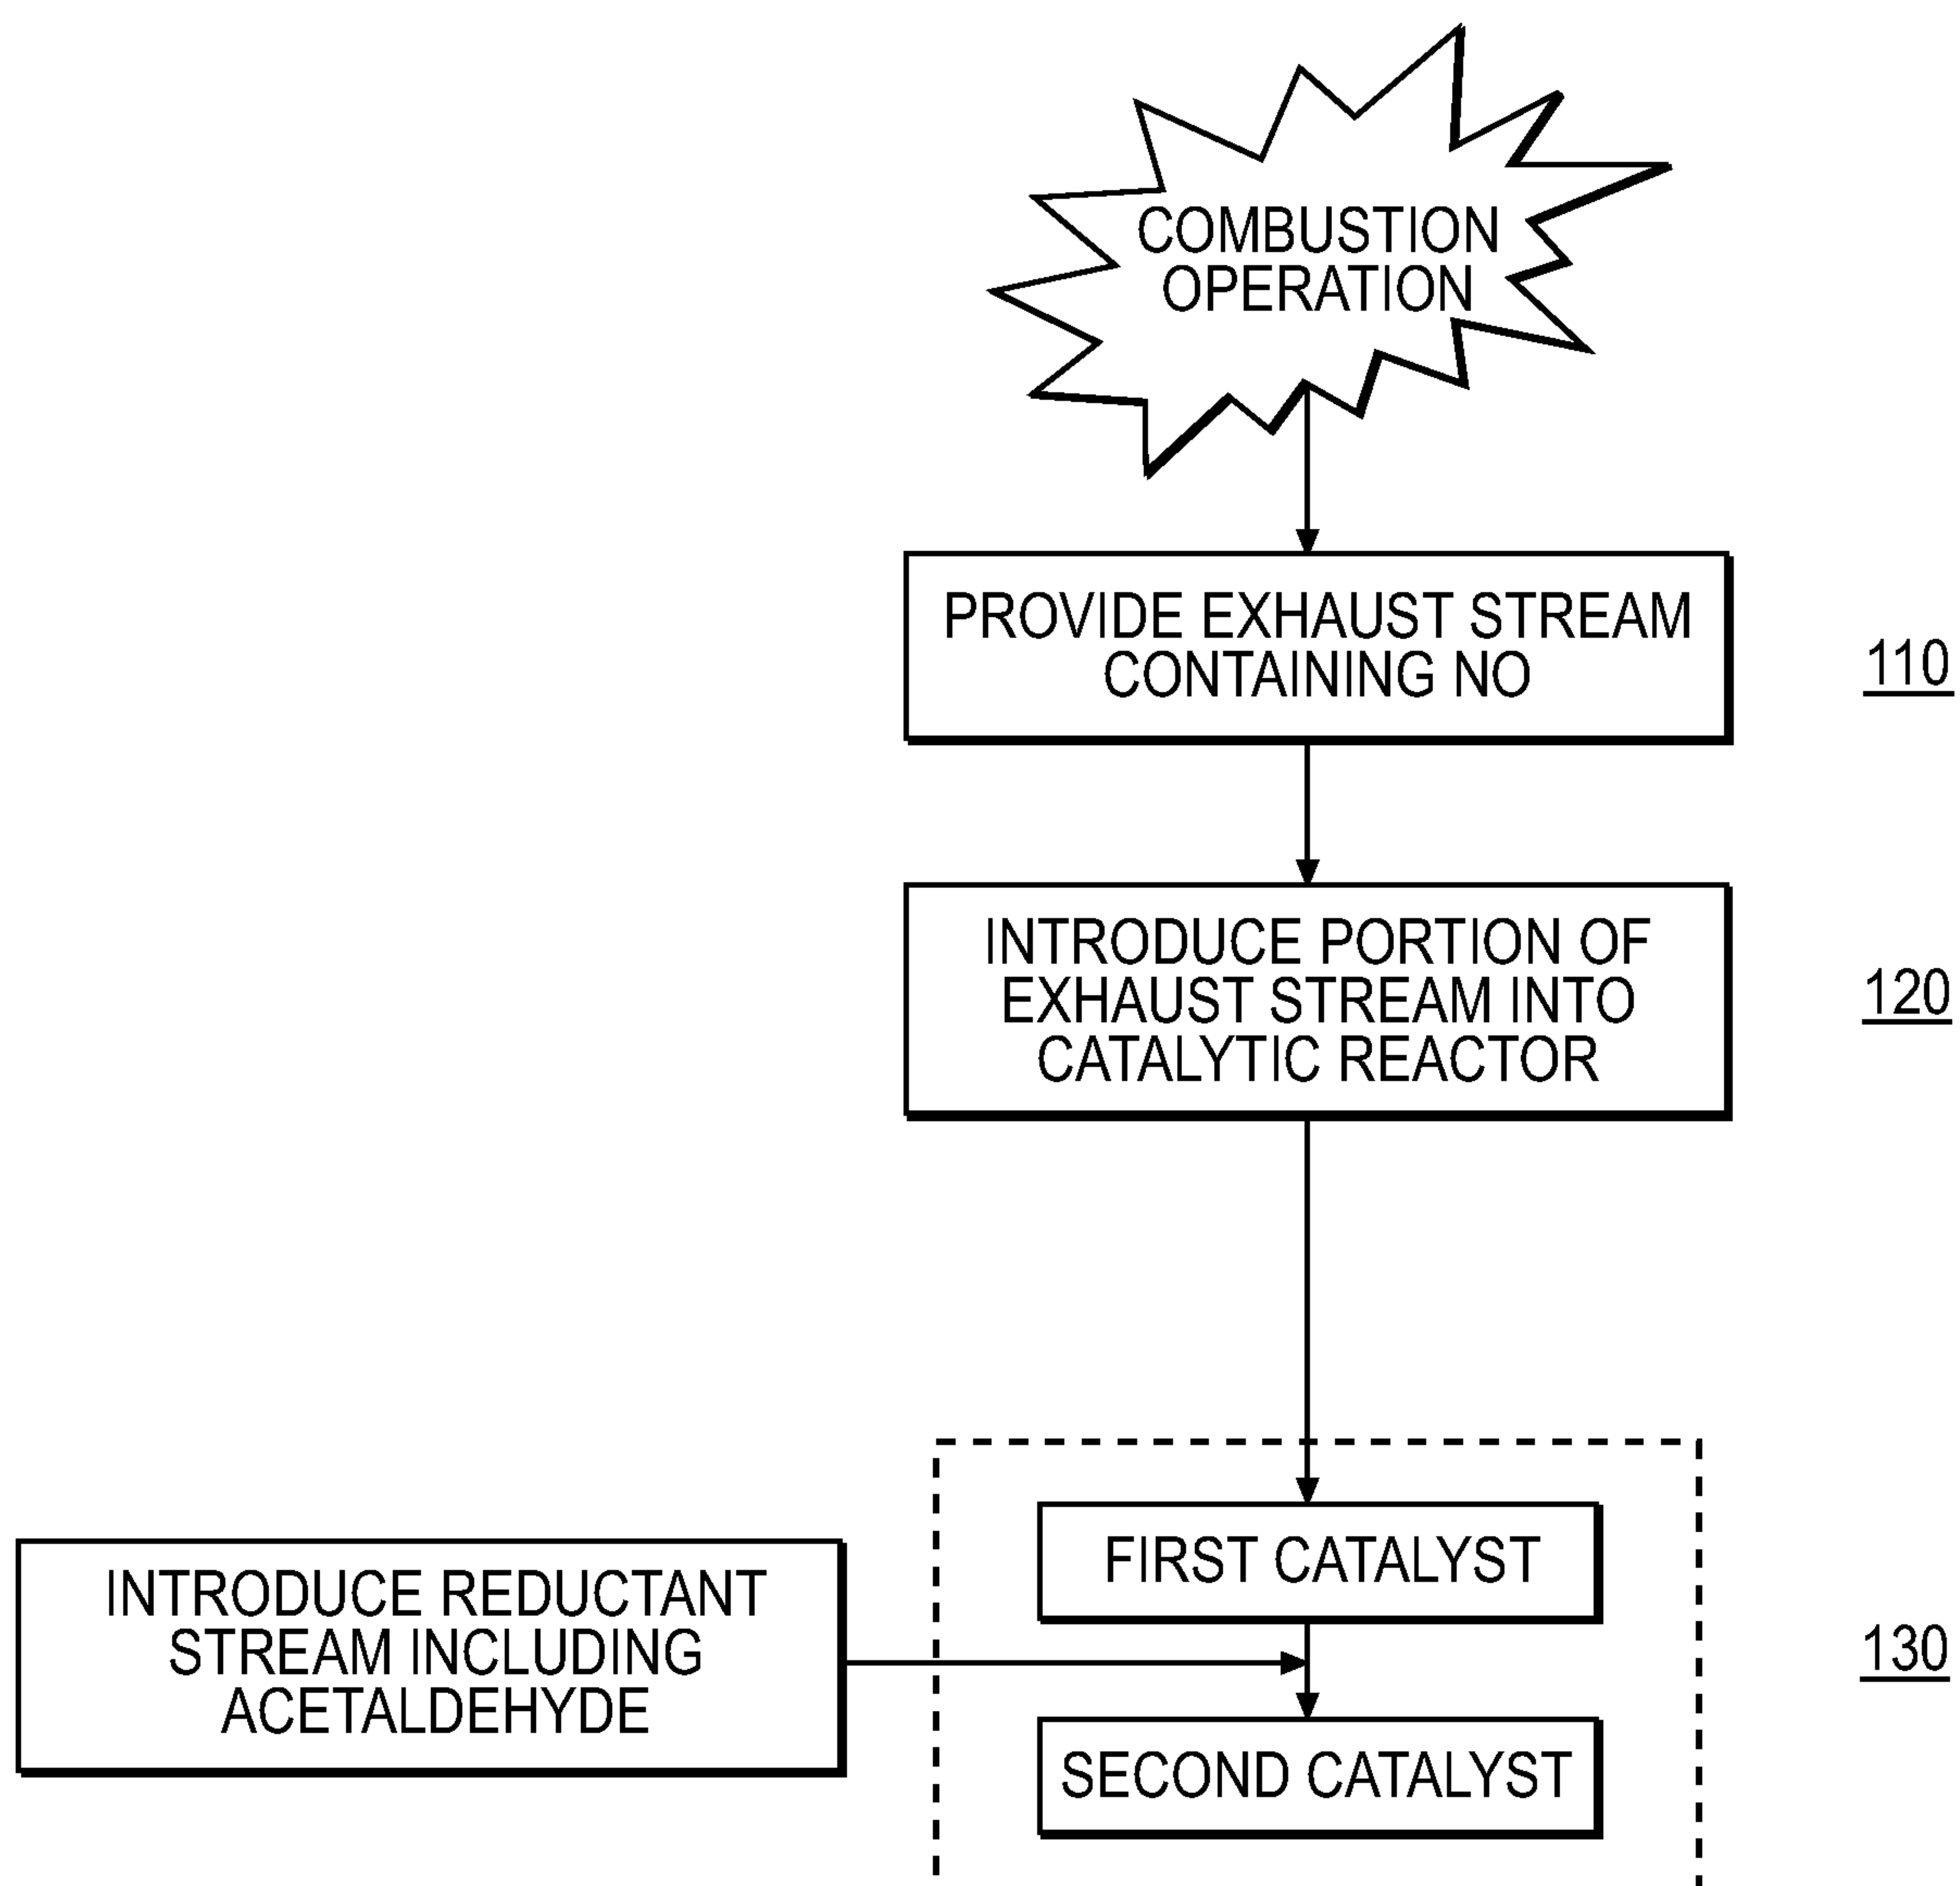 COMBUSTION
OPERATION
PROVIDE EXHAUST STREAM
CONTAINING NO
110
INTRODUCE PORTION OF
EXHAUST STREAM INTO
CATALYTIC REACTOR
120
FIRST CATALYST
INTRODUCE REDUCTANT
STREAM INCLUDING
ACETALDEHYDE
130
SECOND CATALYST